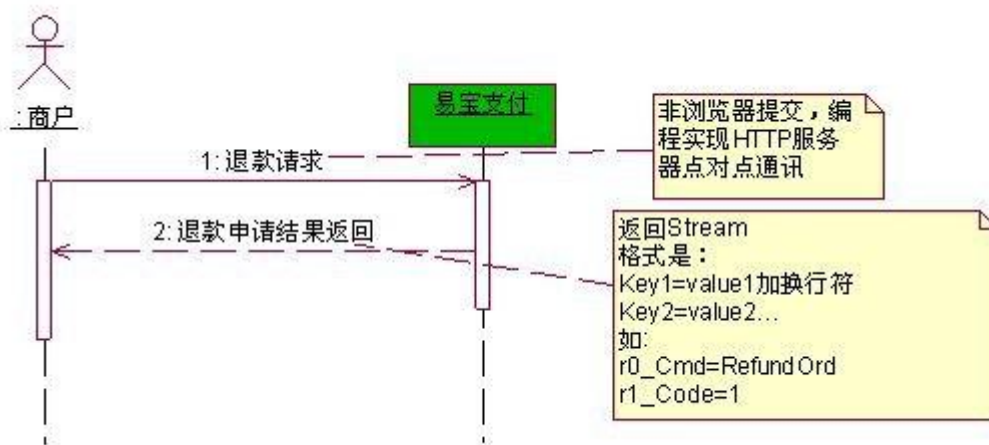 :商户
易宝支付
非浏览器提交，编
程实现HTTP服务
器点对点通讯
1:退款请求
2:退款申请结果返回
返回Stream
格式是：
Key1=value1加换行符
Key2=value2...
如:
r0_Cmd=RefundOrd
r1_Code=1